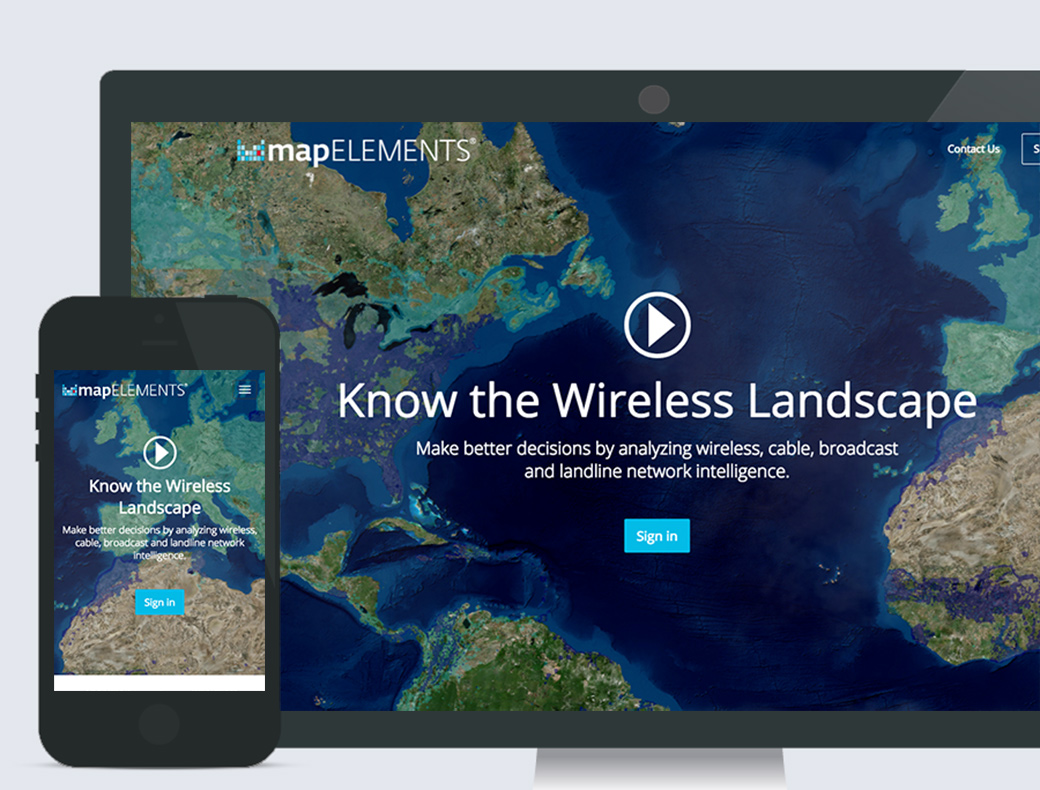 mapELEMENTS®
Contact Us
S
Know the Wireless Landscape
Make better decisions by analyzing wireless, cable, broadcast
and landline network intelligence.
Sign in
mapELEMENTS®
Know the Wireless
Landscape
Make better decisions by analyzing wireless,
cable, broadcast and landline network
intelligence.
Sign in